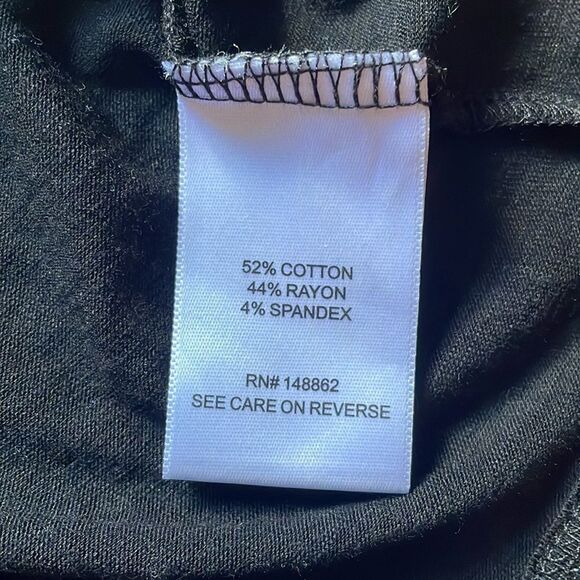 52% COTTON
44% RAYON
4% SPANDEX
RN# 148862
SEE CARE ON REVERSE